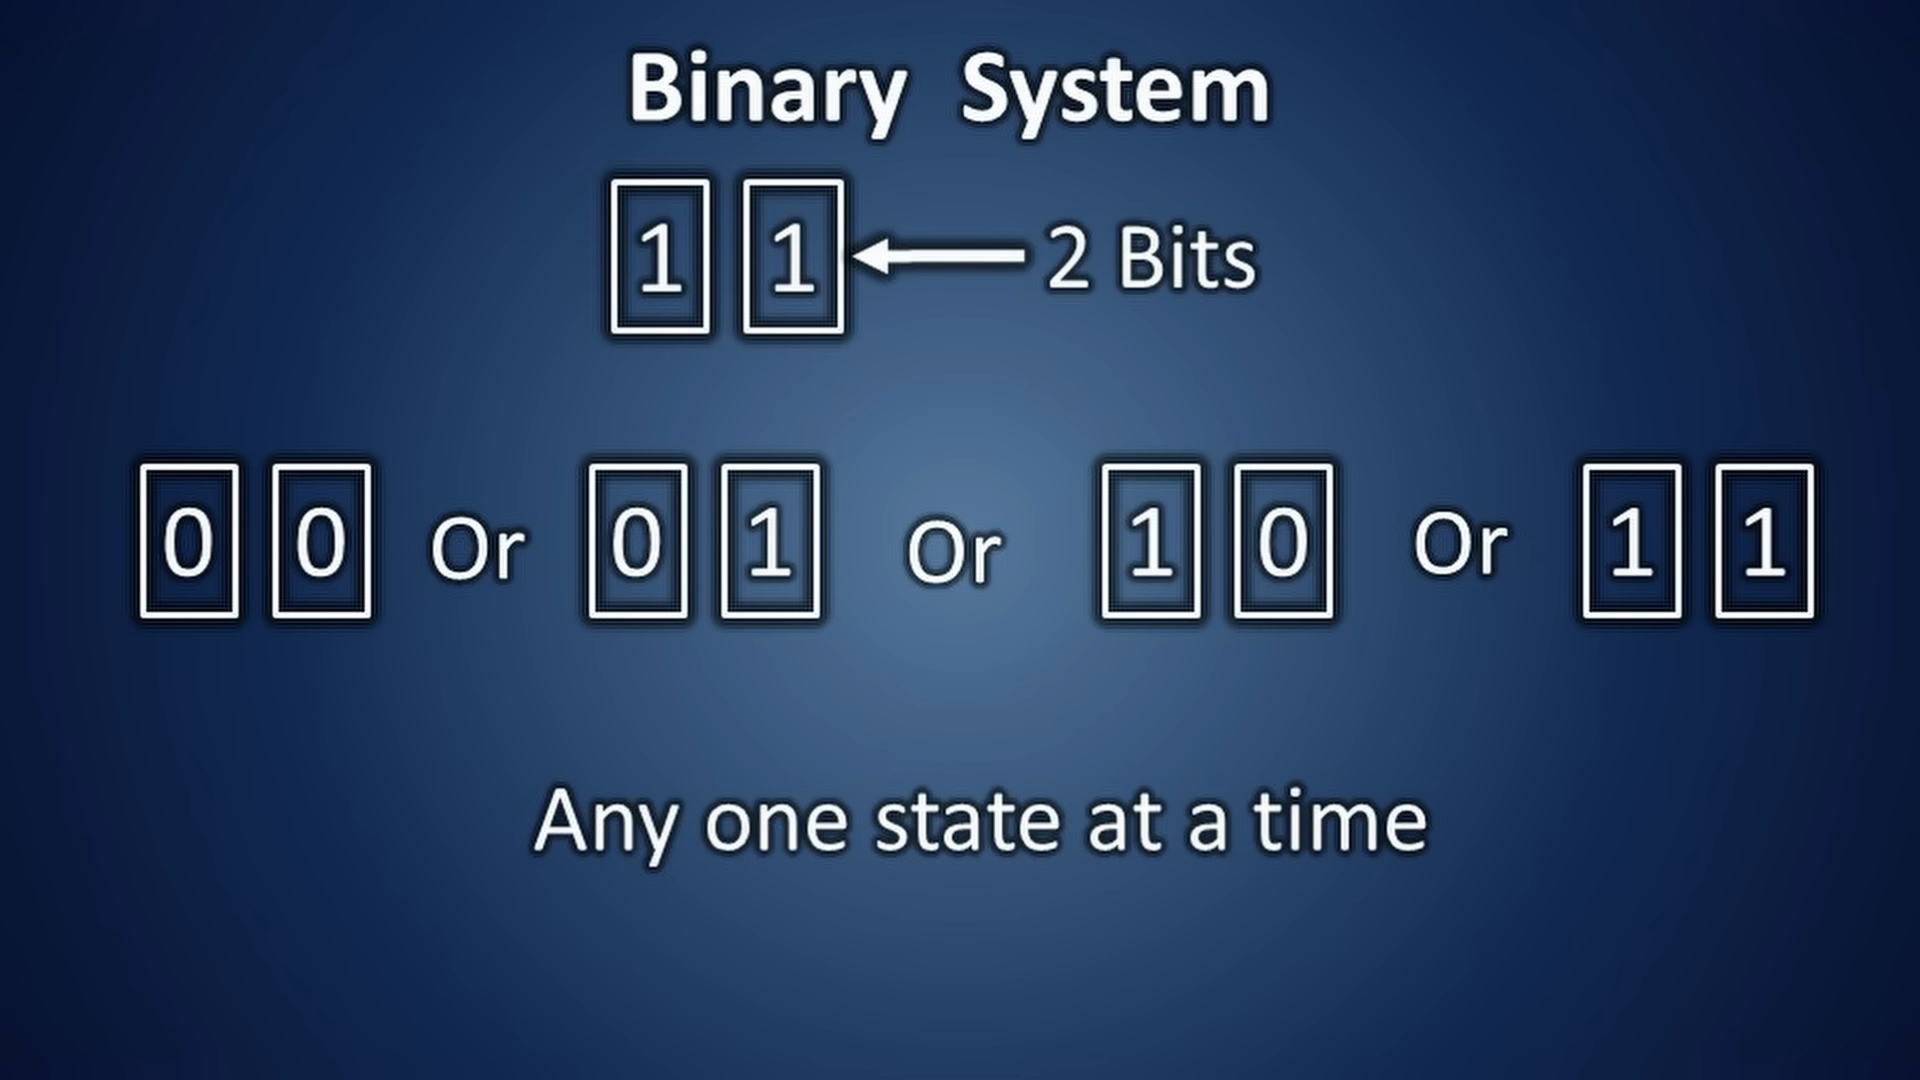 Binary System
1 1 2 Bits
0 0 Or 0 1 Or 1 0 Or 1 1
Any one state at a time